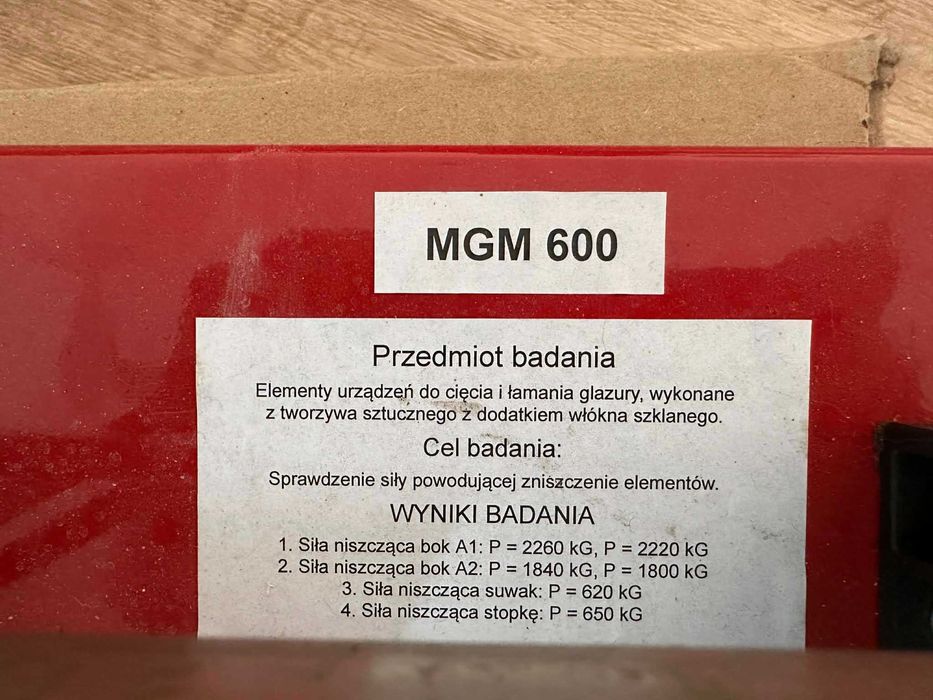 MGM 600
Przedmiot badania
Elementy urządzeń do cięcia i łamania glazury, wykonane
z tworzywa sztucznego z dodatkiem włókna szklanego.
Cel badania:
Sprawdzenie siły powodującej zniszczenie elementów.
WYNIKI BADANIA
1. Siła niszcząca bok A1: P = 2260 kG, P = 2220 kG
2. Siła niszcząca bok A2: P = 1840 kG, P = 1800 kG
3. Siła niszcząca suwak: P = 620 kG
4. Siła niszcząca stopkę: P = 650 kG